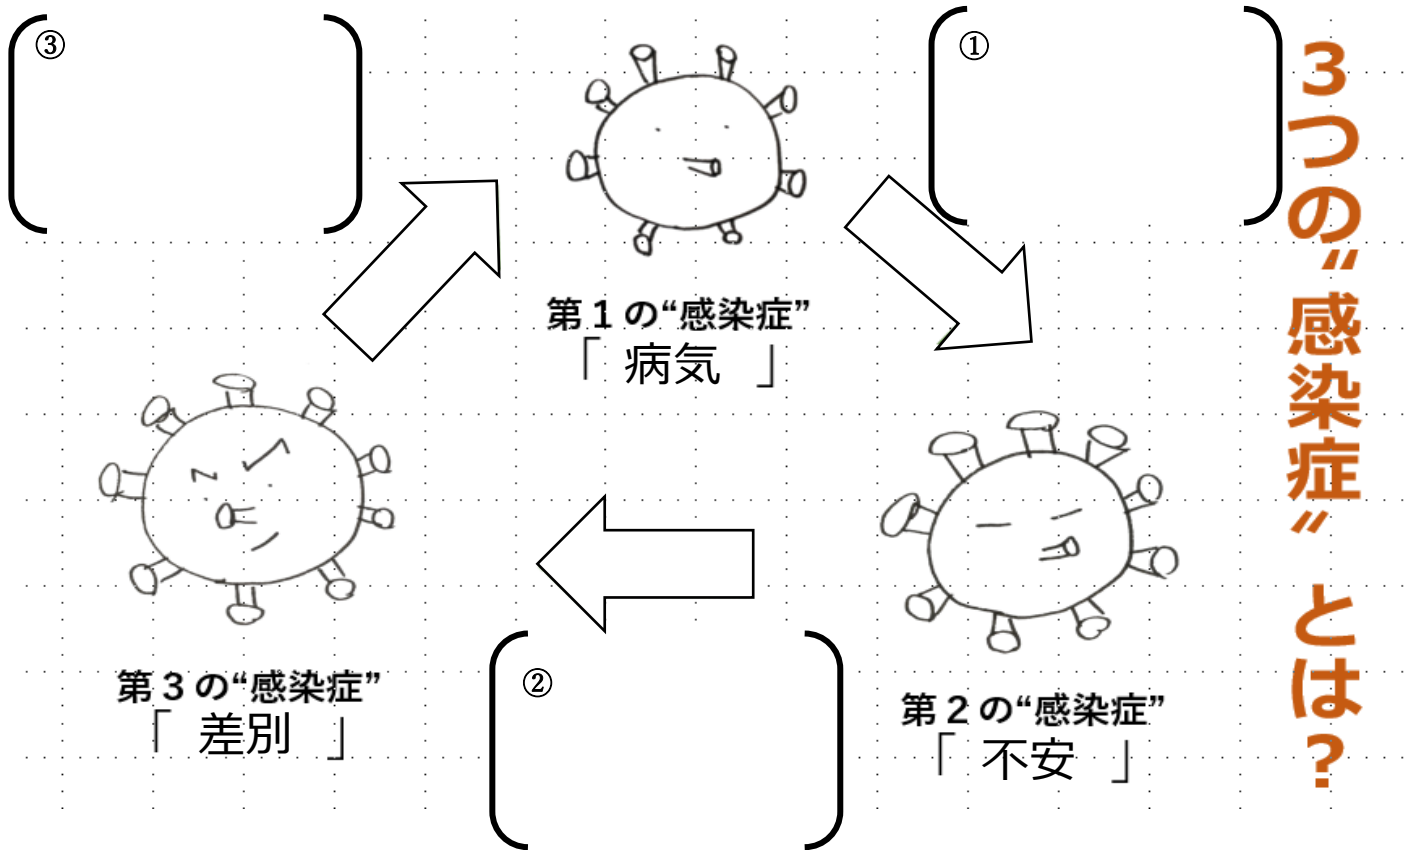 3つの“感染症” とは?
①
第1の“感染症”
「 病気 」
②
第2の“感染症”
「 不安 」
③
第3の“感染症”
「 差別 」